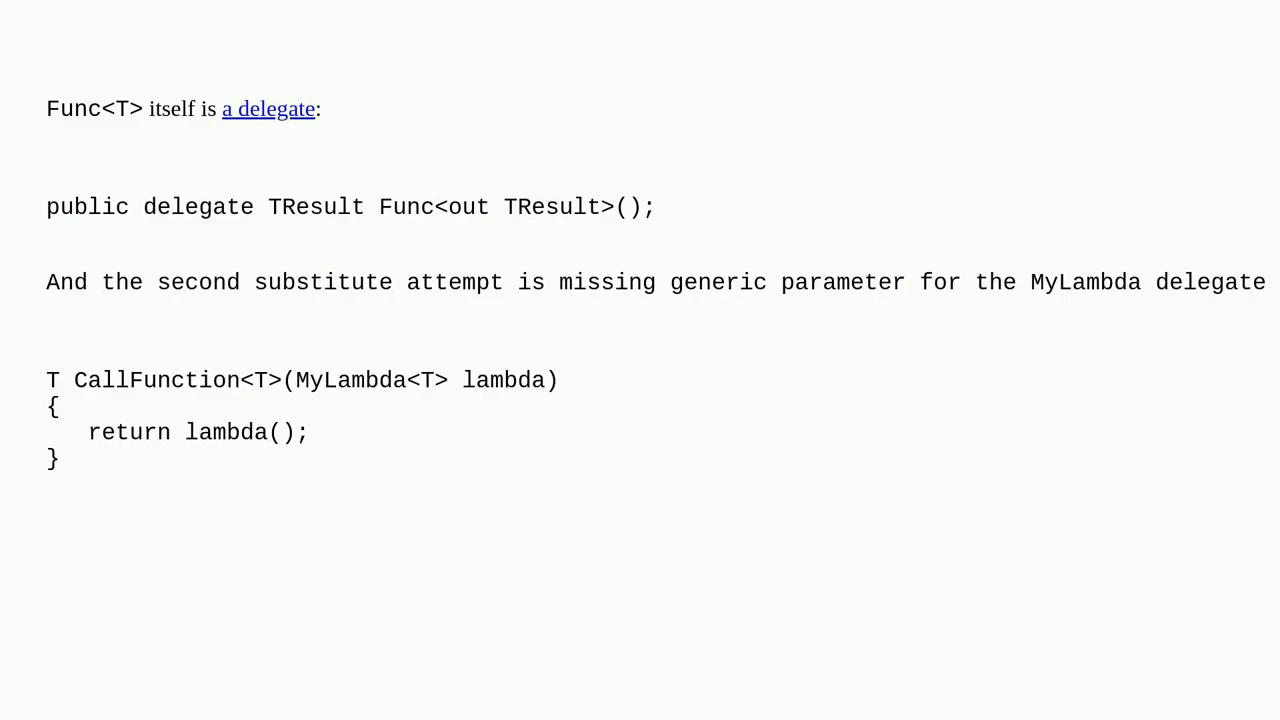 Func<T> itself is a delegate:
public delegate TResult Func<out TResult>();
And the second substitute attempt is missing generic parameter for the MyLambda delegate
T CallFunction<T>(MyLambda<T> lambda)
{
   return lambda();
}